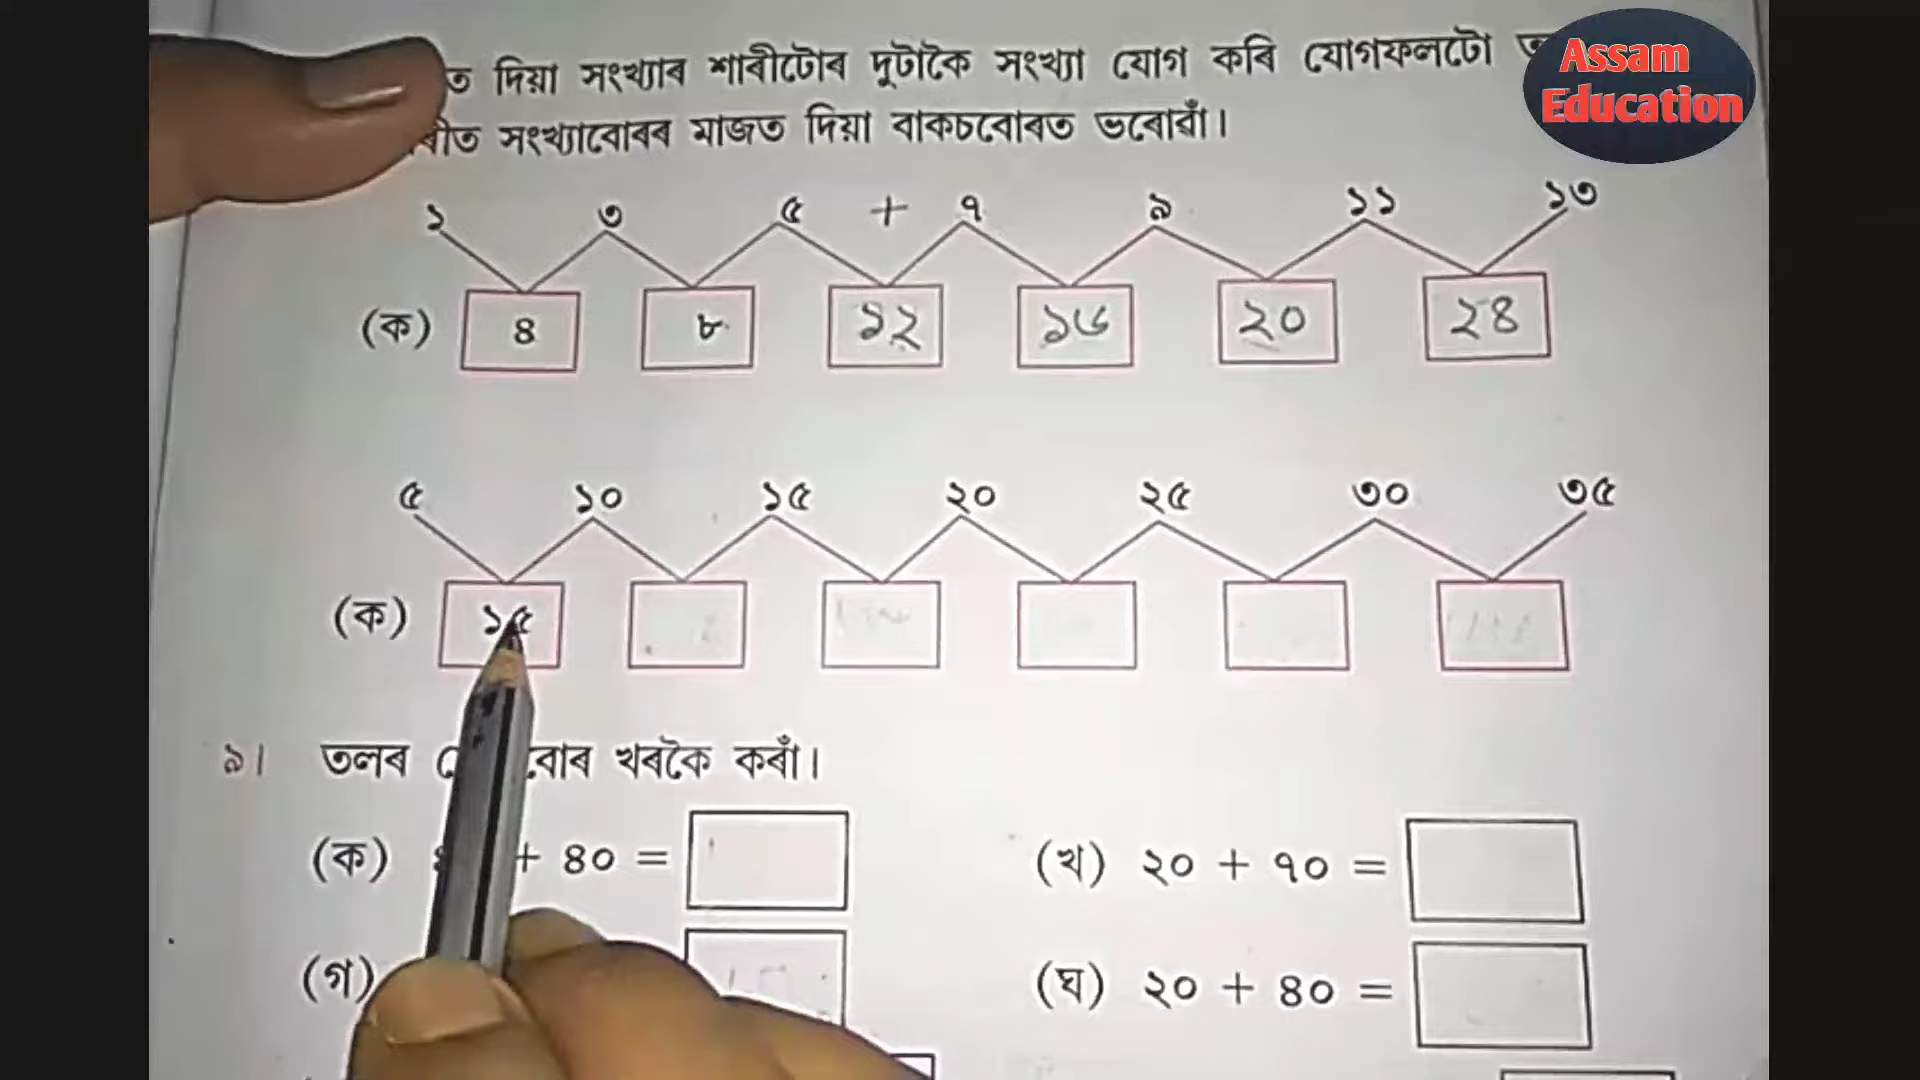 দিয়া সংখ্যাৰ শাৰীটোৰ দুটাকৈ সংখ্যা যোগ কৰি যোগফলটো
Assam
Education
সংখ্যাবোৰৰ মাজত দিয়া বাকচবোৰত ভৰোৱাঁ।
১ ৩ ৫ + ৭ ৯ ১১ ১৩
(ক) ৪ ৮ ১২ ১৬ ২০ ২৪
৫ ১০ ১৫ ২০ ২৫ ৩০ ৩৫
(ক) ১৫
৯। তলৰ খৰকৈ কৰাঁ।
(ক) + ৪০ =
(খ) ২০ + ৭০ =
(গ)
(ঘ) ২০ + ৪০ =